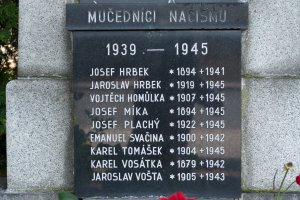 MUČEDNÍCI NACISMU
1939 — 1945
JOSEF HRBEK *1894 +1941
JAROSLAV HRBEK *1919 +1945
VOJTĚCH HOMŮLKA *1907 +1945
JOSEF MÍKA *1894 +1945
JOSEF PLACHÝ *1922 +1945
EMANUEL SVAČINA *1900 +1942
KAREL TOMÁŠEK *1904 +1945
KAREL VOSÁTKA *1879 +1942
JAROSLAV VOŠTA *1905 +1943